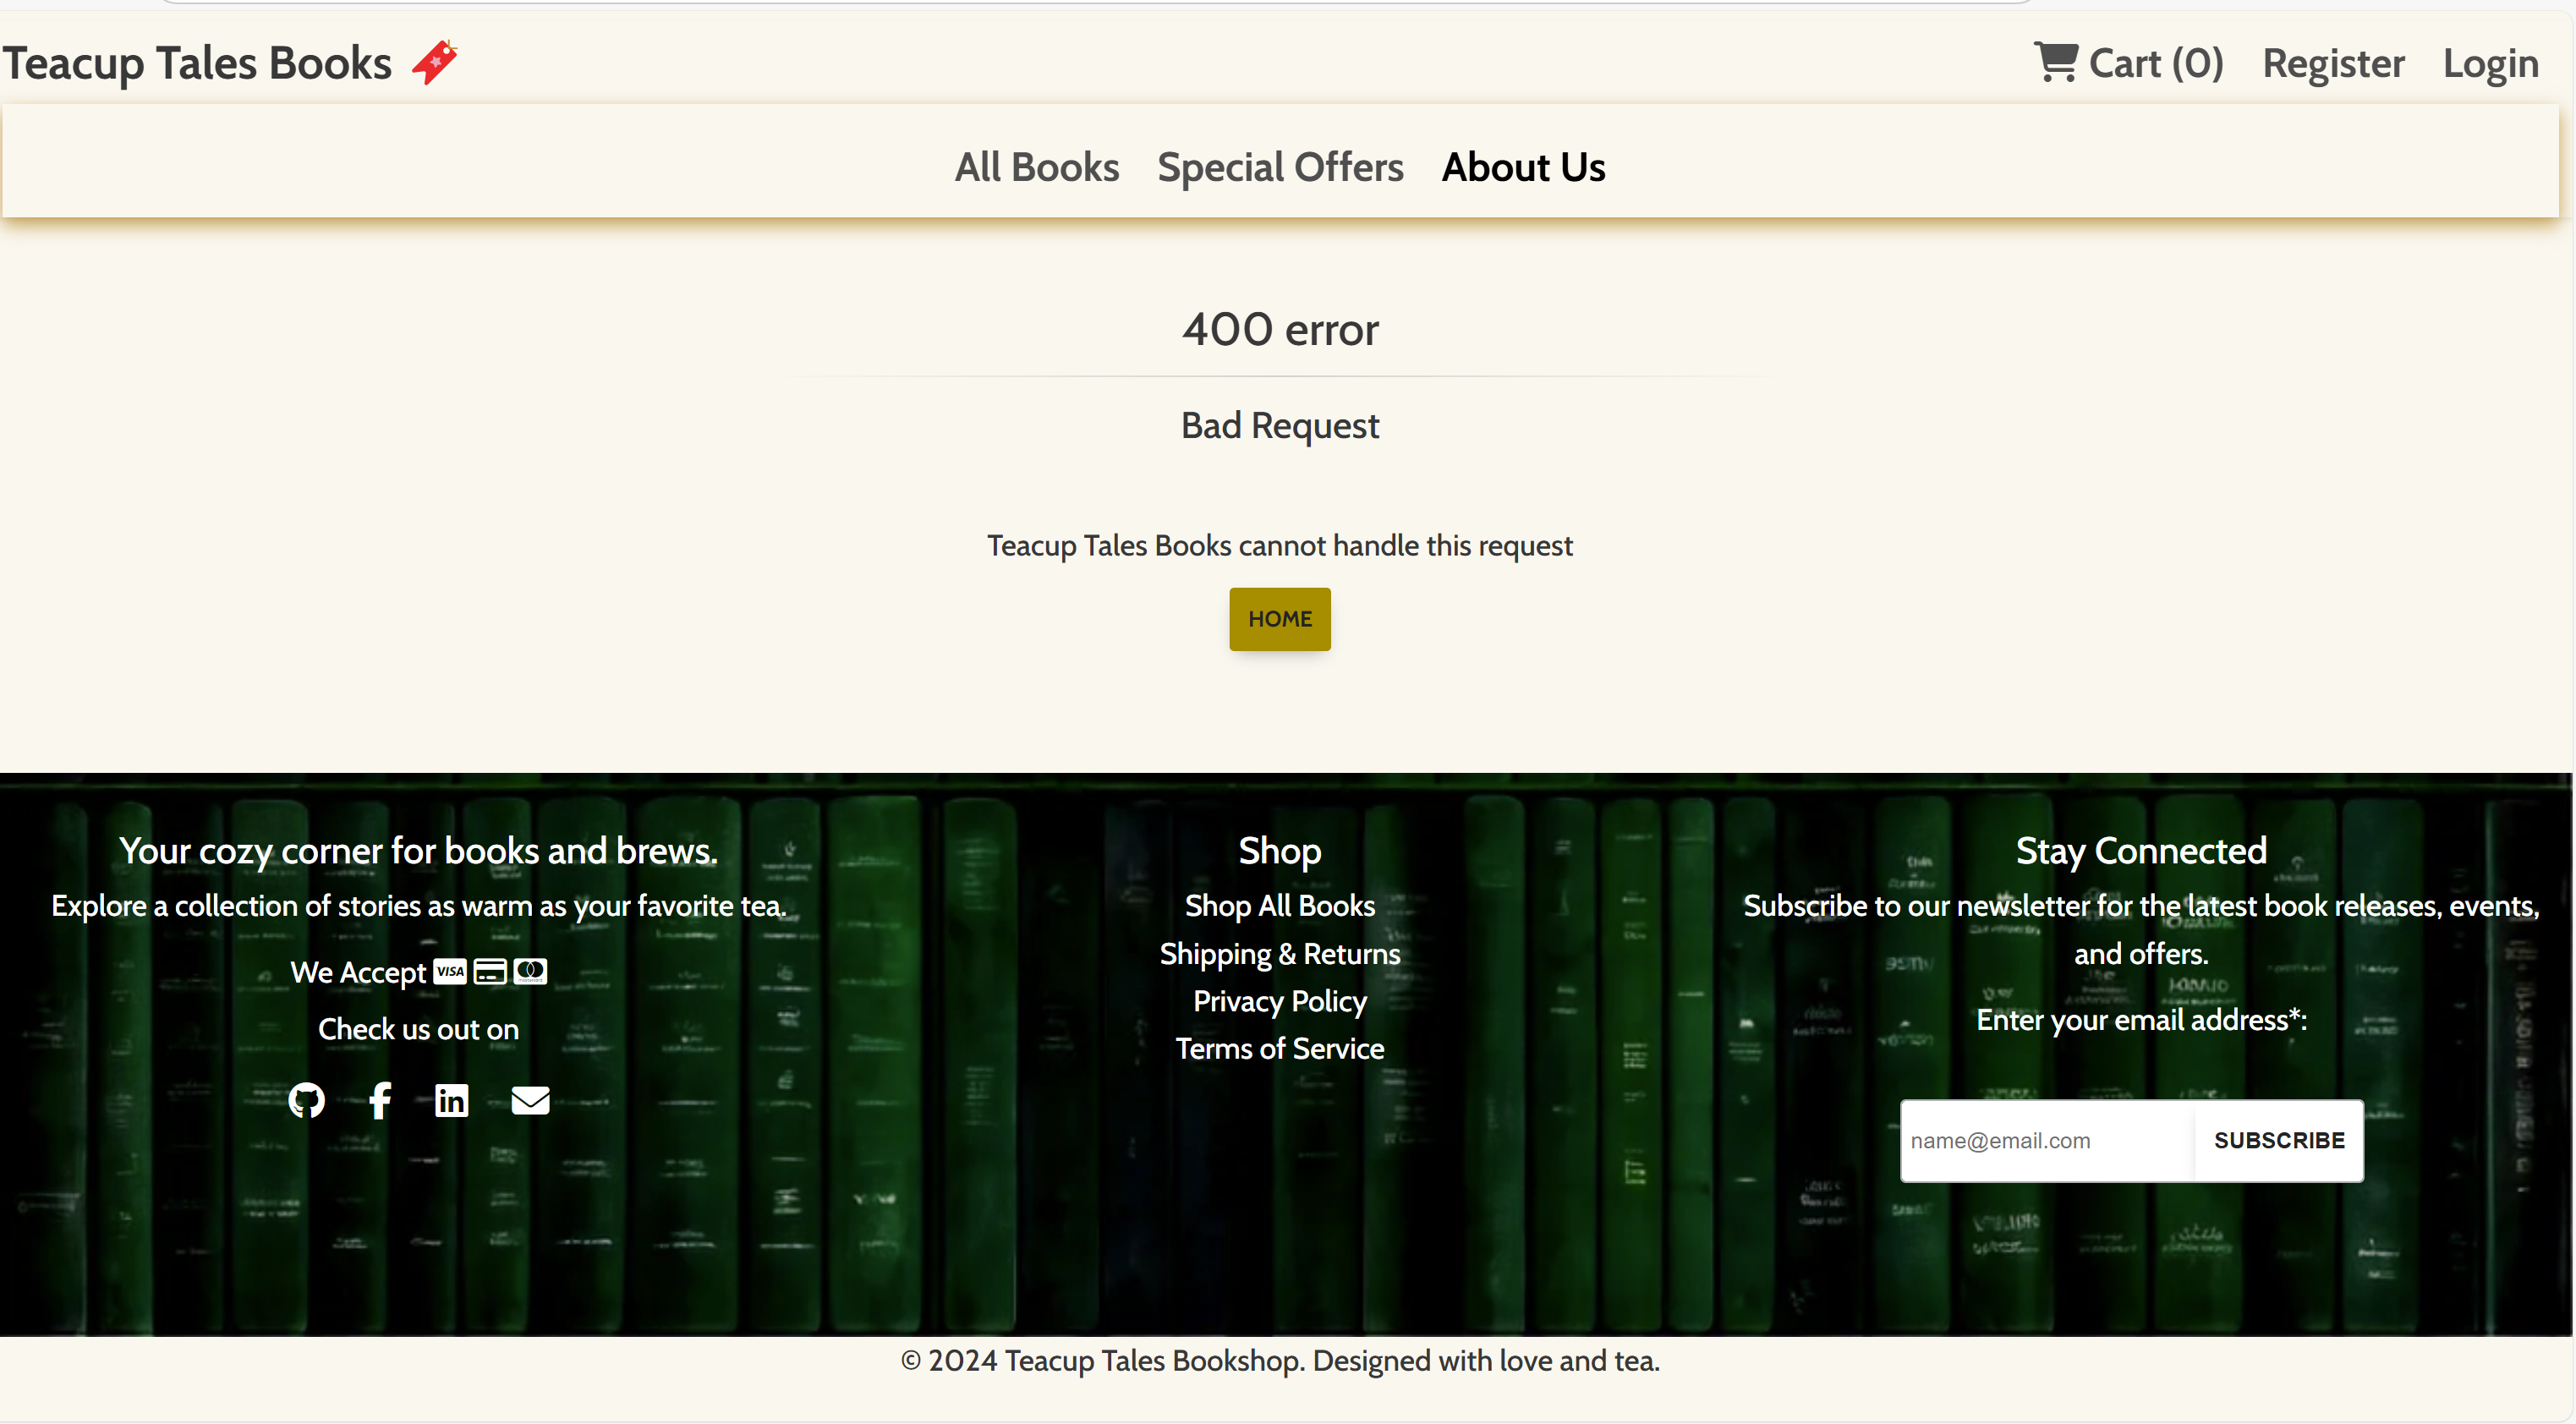 Teacup Tales Books
Cart (0) Register Login
All Books Special Offers About Us
400 error
Bad Request
Teacup Tales Books cannot handle this request
HOME
Your cozy corner for books and brews.
Explore a collection of stories as warm as your favorite tea.
We Accept VISA
Check us out on
Shop
Shop All Books
Shipping & Returns
Privacy Policy
Terms of Service
Stay Connected
Subscribe to our newsletter for the latest book releases, events,
and offers.
Enter your email address*:
name@email.com SUBSCRIBE
© 2024 Teacup Tales Bookshop. Designed with love and tea.